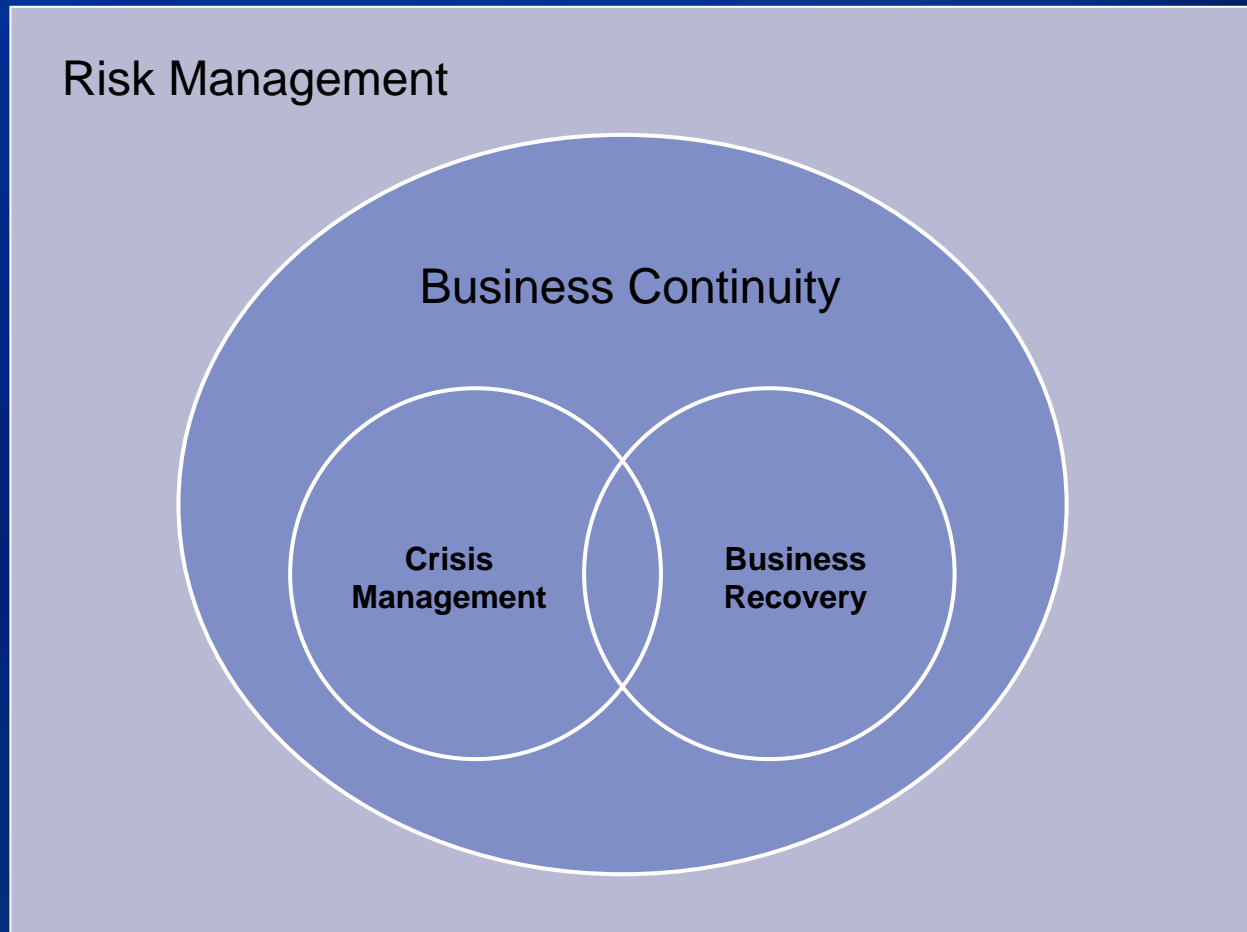 Risk Management
Business Continuity
Crisis
Management
Business
Recovery